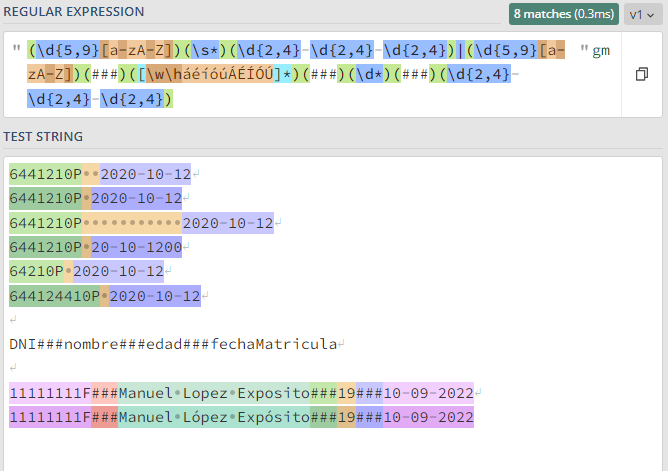 REGULAR EXPRESSION
8 matches (0.3ms)
v1
" (\d{5,9}[a-zA-Z])(\s*)(\d{2,4}-\d{2,4}-\d{2,4})|(\d{5,9}[a-
zA-Z])(###)([\w\háéíóúÁÉÍÓÚ]*)(###)(\d*)(###)(\d{2,4}-
\d{2,4}-\d{2,4})
" gm
TEST STRING
6441210P··2020-10-12
6441210P·2020-10-12
6441210P···········2020-10-12
6441210P·20-10-1200
64210P·2020-10-12
644124410P·2020-10-12
DNI###nombre###edad###fechaMatricula
11111111F###Manuel·Lopez·Exposito###19###10-09-2022
11111111F###Manuel·López·Expósito###19###10-09-2022